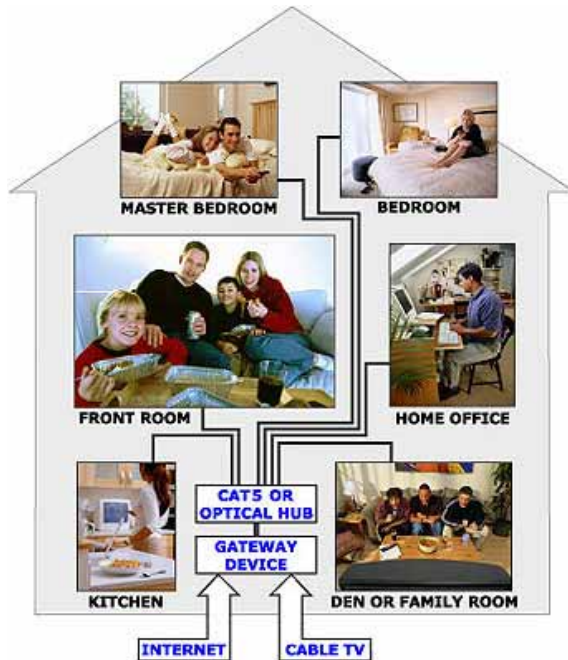 MASTER BEDROOM
BEDROOM
FRONT ROOM
HOME OFFICE
CAT5 OR
OPTICAL HUB
GATEWAY
DEVICE
KITCHEN
DEN OR FAMILY ROOM
INTERNET
CABLE TV